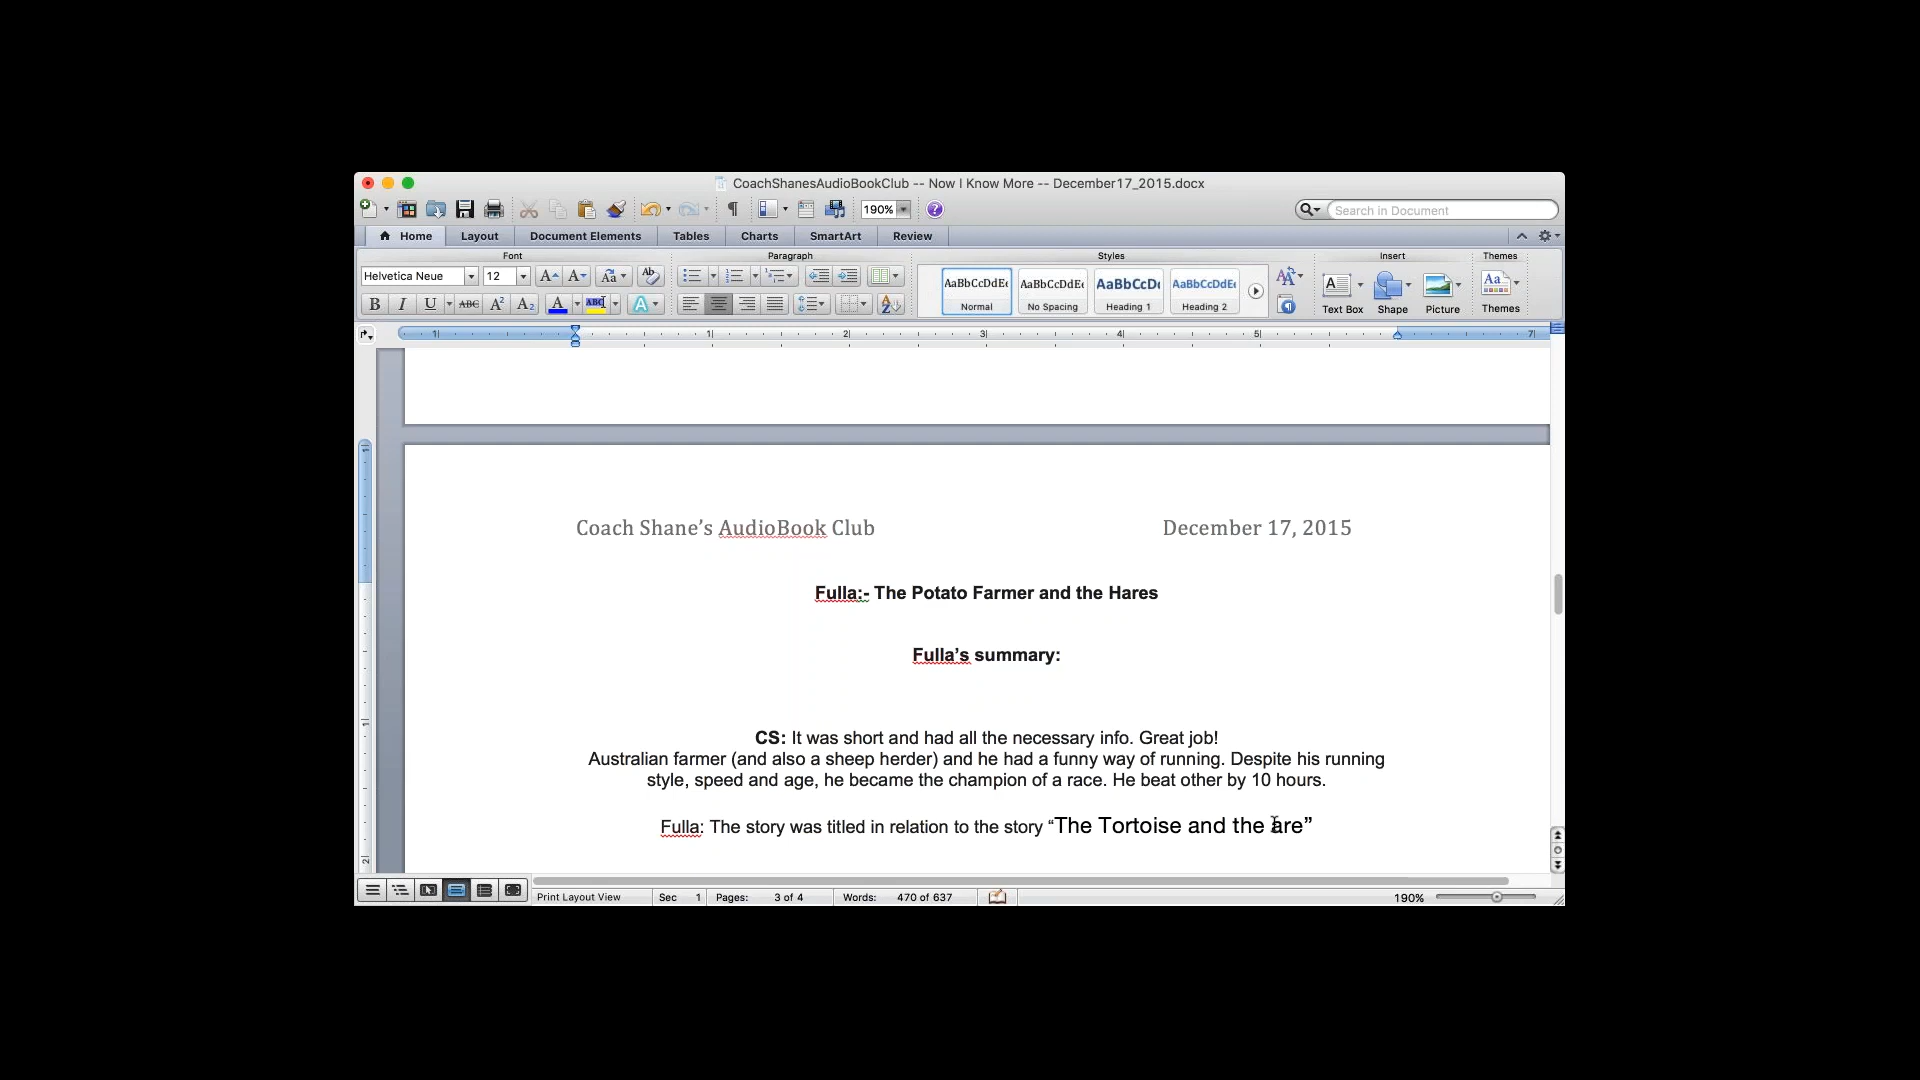 CoachShanesAudioBookClub -- Now I Know More -- December17_2015.docx
190%
Search in Document
Home Layout Document Elements Tables Charts SmartArt Review
Font Paragraph Styles Insert Themes
Helvetica Neue 12
AaBbCcDdEe AaBbCcDdEe AaBbCcDc AaBbCcDdEe
Normal No Spacing Heading 1 Heading 2
Text Box Shape Picture Themes
Coach Shane’s AudioBook Club December 17, 2015
Fulla:- The Potato Farmer and the Hares
Fulla’s summary:
CS: It was short and had all the necessary info. Great job!
Australian farmer (and also a sheep herder) and he had a funny way of running. Despite his running
style, speed and age, he became the champion of a race. He beat other by 10 hours.
Fulla: The story was titled in relation to the story “The Tortoise and the are”
Print Layout View Sec 1 Pages: 3 of 4 Words: 470 of 637 190%